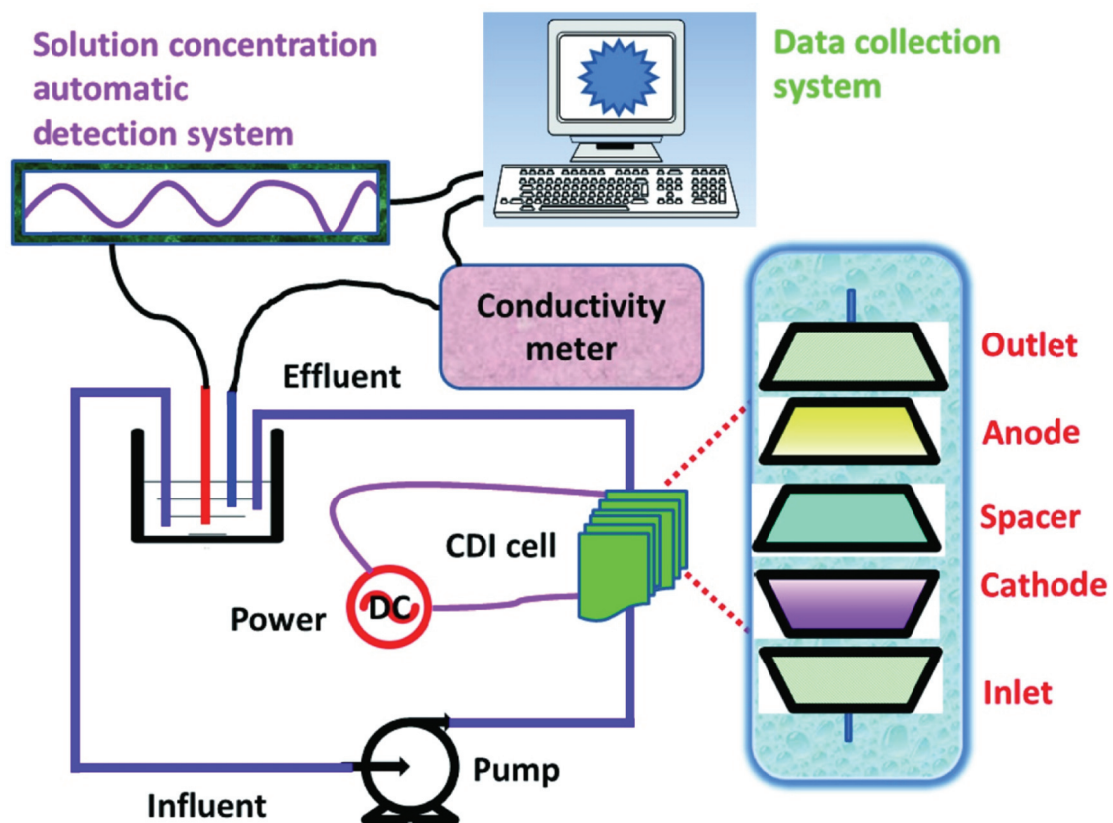 Solution concentration
automatic
detection system
Data collection
system
Conductivity
meter
Effluent
Outlet
Anode
Spacer
Cathode
Inlet
CDI cell
DC
Power
Pump
Influent